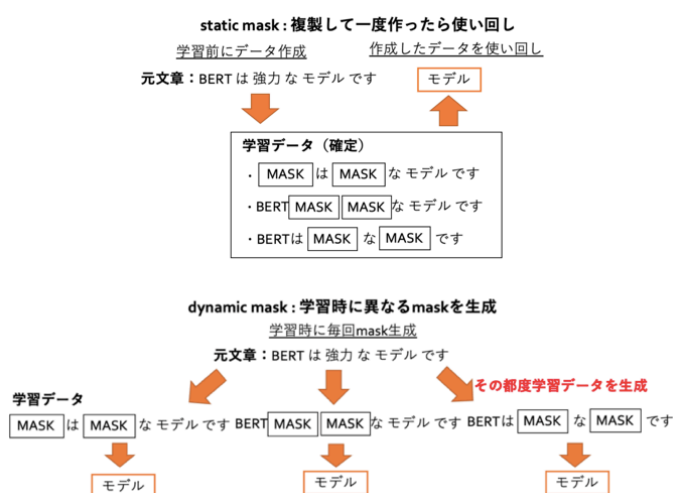 static mask : 複製して一度作ったら使い回し
学習前にデータ作成
作成したデータを使い回し
元文章：BERT は 強力 な モデル です
モデル
学習データ（確定）
・ MASK は MASK な モデル です
・BERT MASK MASK な モデル です
・BERTは MASK な MASK です
dynamic mask : 学習時に異なるmaskを生成
学習時に毎回mask生成
元文章：BERT は 強力 な モデル です
その都度学習データを生成
学習データ
MASK は MASK な モデル です BERT MASK MASK な モデル です BERTは MASK な MASK です
モデル モデル モデル